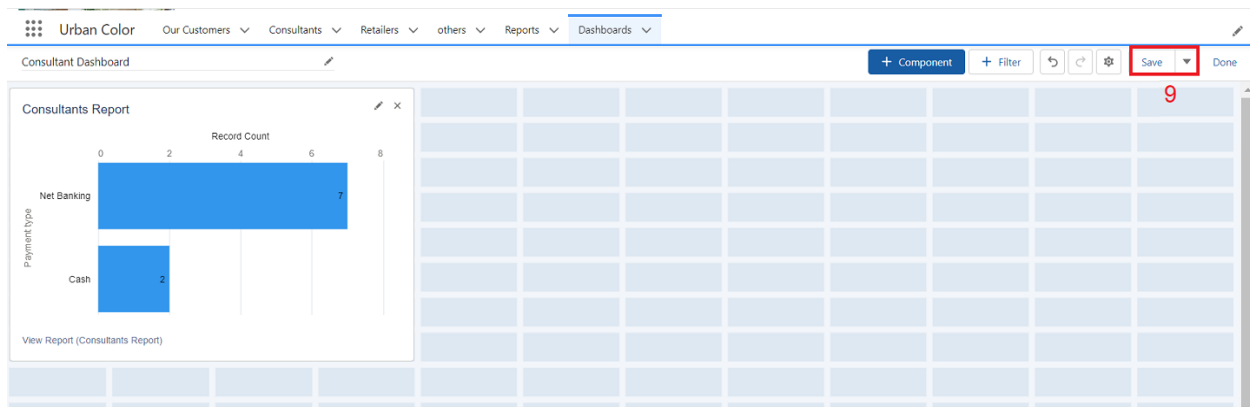 Urban Color Our Customers Consultants Retailers others Reports Dashboards
Consultant Dashboard + Component + Filter Save Done
9
Consultants Report
Record Count
0 2 4 6 8
Net Banking 7
Payment type
Cash 2
View Report (Consultants Report)